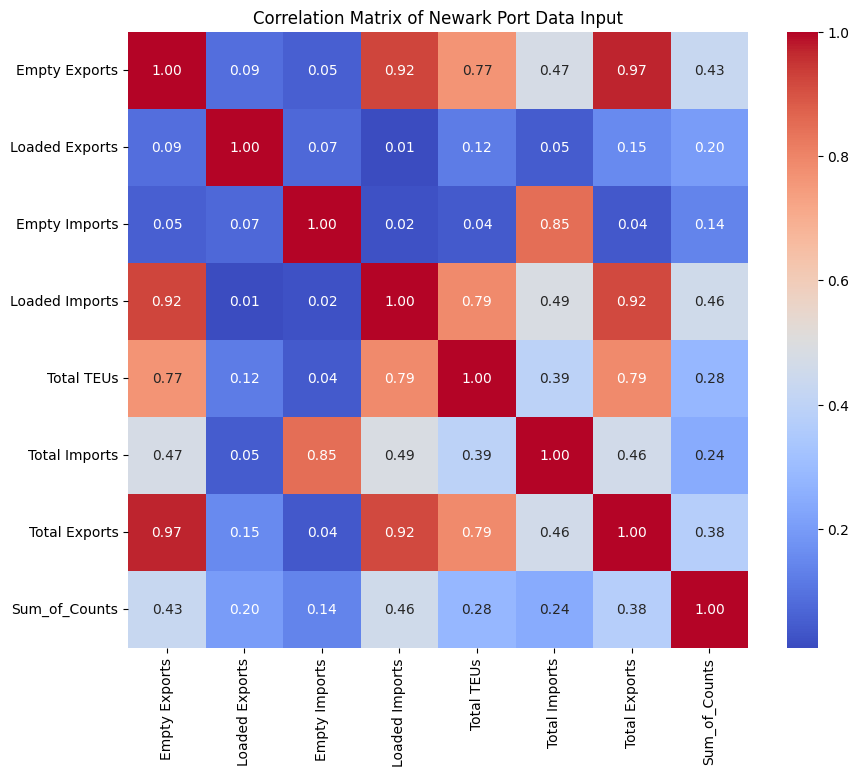 Correlation Matrix of Newark Port Data Input
Empty Exports 1.00 0.09 0.05 0.92 0.77 0.47 0.97 0.43
Loaded Exports 0.09 1.00 0.07 0.01 0.12 0.05 0.15 0.20
Empty Imports 0.05 0.07 1.00 0.02 0.04 0.85 0.04 0.14
Loaded Imports 0.92 0.01 0.02 1.00 0.79 0.49 0.92 0.46
Total TEUs 0.77 0.12 0.04 0.79 1.00 0.39 0.79 0.28
Total Imports 0.47 0.05 0.85 0.49 0.39 1.00 0.46 0.24
Total Exports 0.97 0.15 0.04 0.92 0.79 0.46 1.00 0.38
Sum_of_Counts 0.43 0.20 0.14 0.46 0.28 0.24 0.38 1.00
Empty Exports
Loaded Exports
Empty Imports
Loaded Imports
Total TEUs
Total Imports
Total Exports
Sum_of_Counts
1.0
0.8
0.6
0.4
0.2